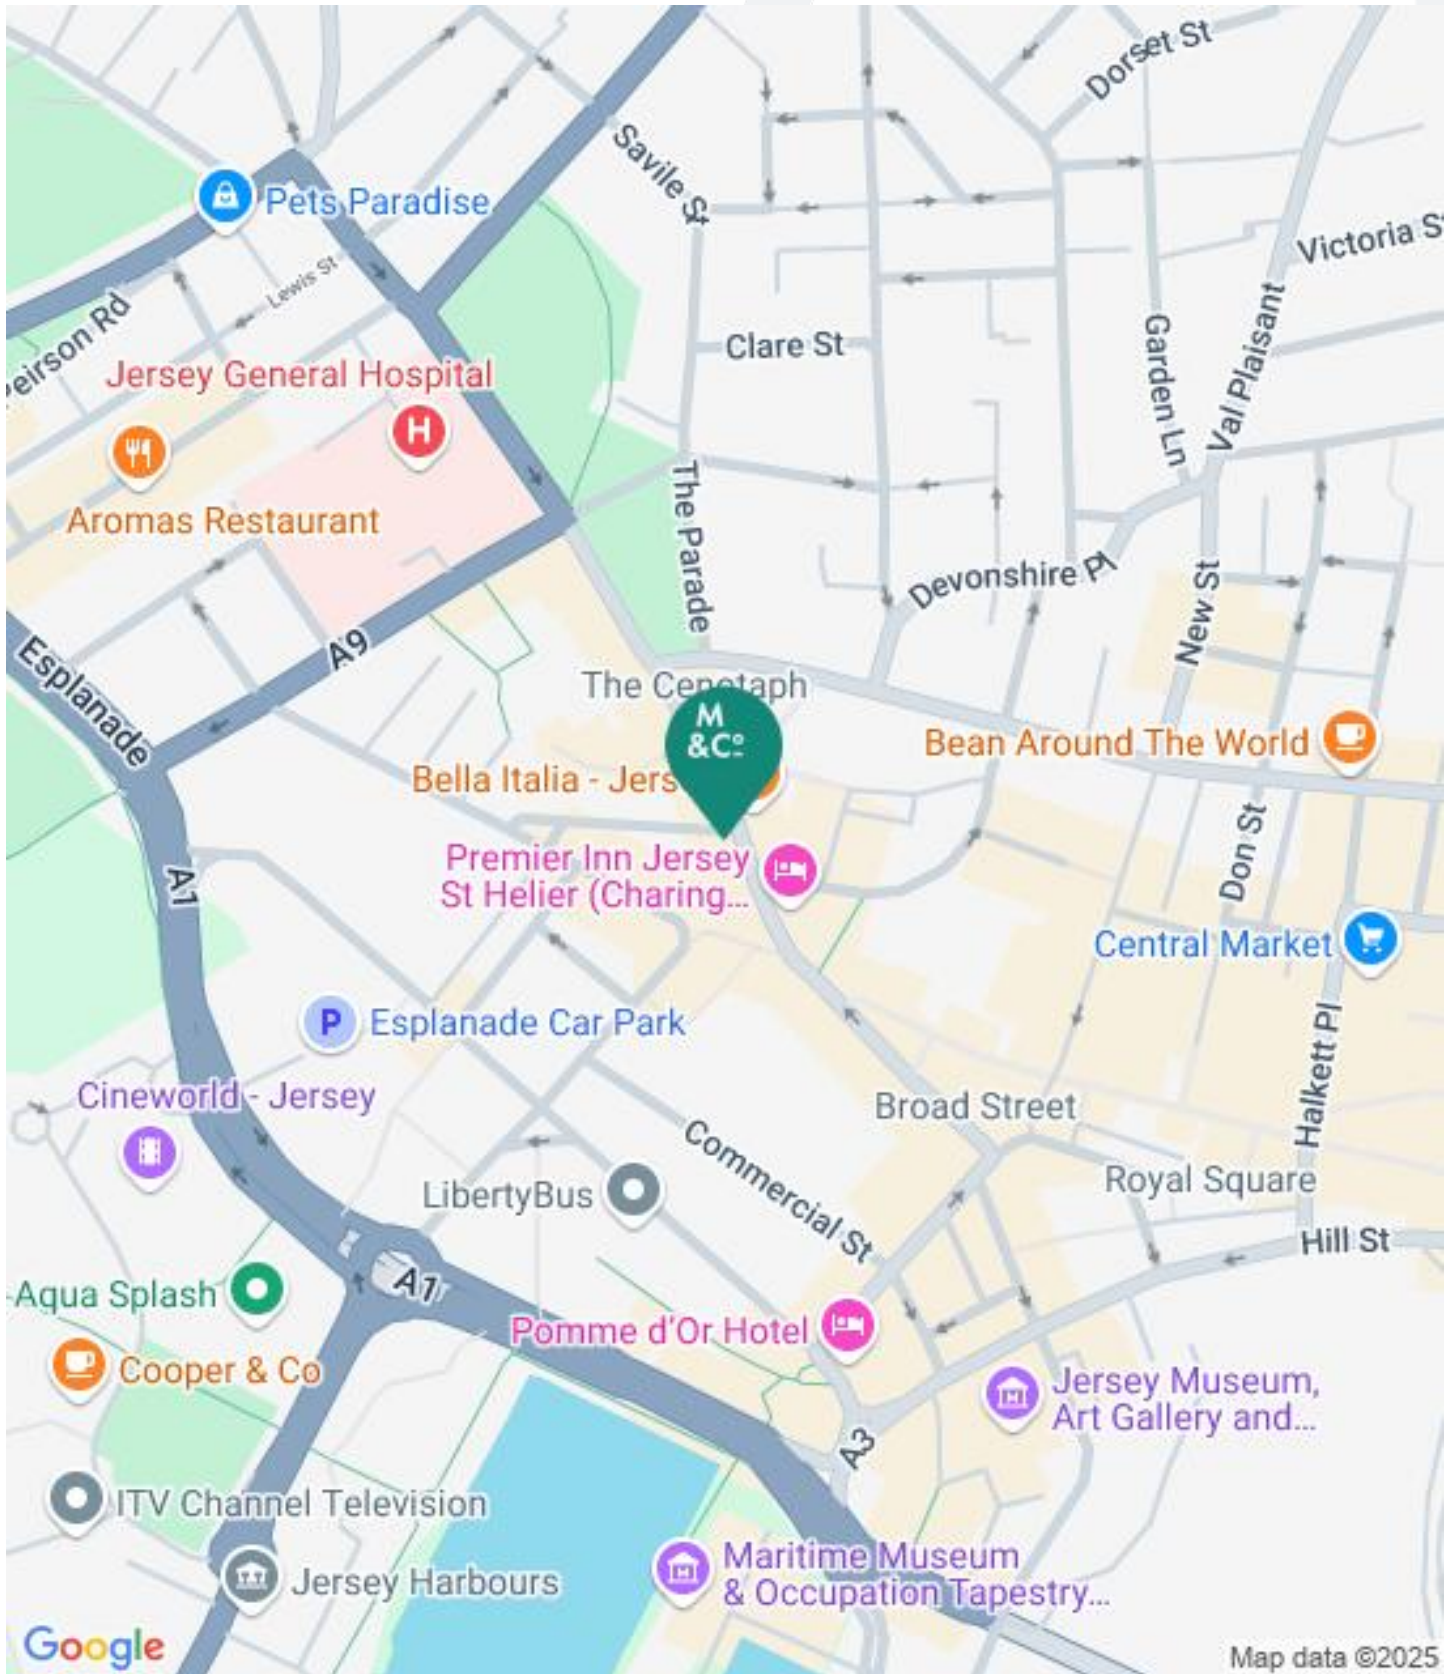 Dorset St
Savile St
Pets Paradise
Victoria S
Lewis St
Peirson Rd
Clare St
Garden Ln
Val Plaisant
Jersey General Hospital
H
Aromas Restaurant
The Parade
Devonshire Pl
New St
A9
Esplanade
The Cenotaph
M
&Co
Bean Around The World
Bella Italia - Jers
Premier Inn Jersey
St Helier (Charing...
Don St
A1
Central Market
P
Esplanade Car Park
Halkett Pl
Cineworld - Jersey
Broad Street
Commercial St
Royal Square
LibertyBus
Hill St
A1
Aqua Splash
Pomme d'Or Hotel
Cooper & Co
Jersey Museum,
Art Gallery and...
A3
ITV Channel Television
Maritime Museum
& Occupation Tapestry...
Jersey Harbours
Google
Map data ©2025